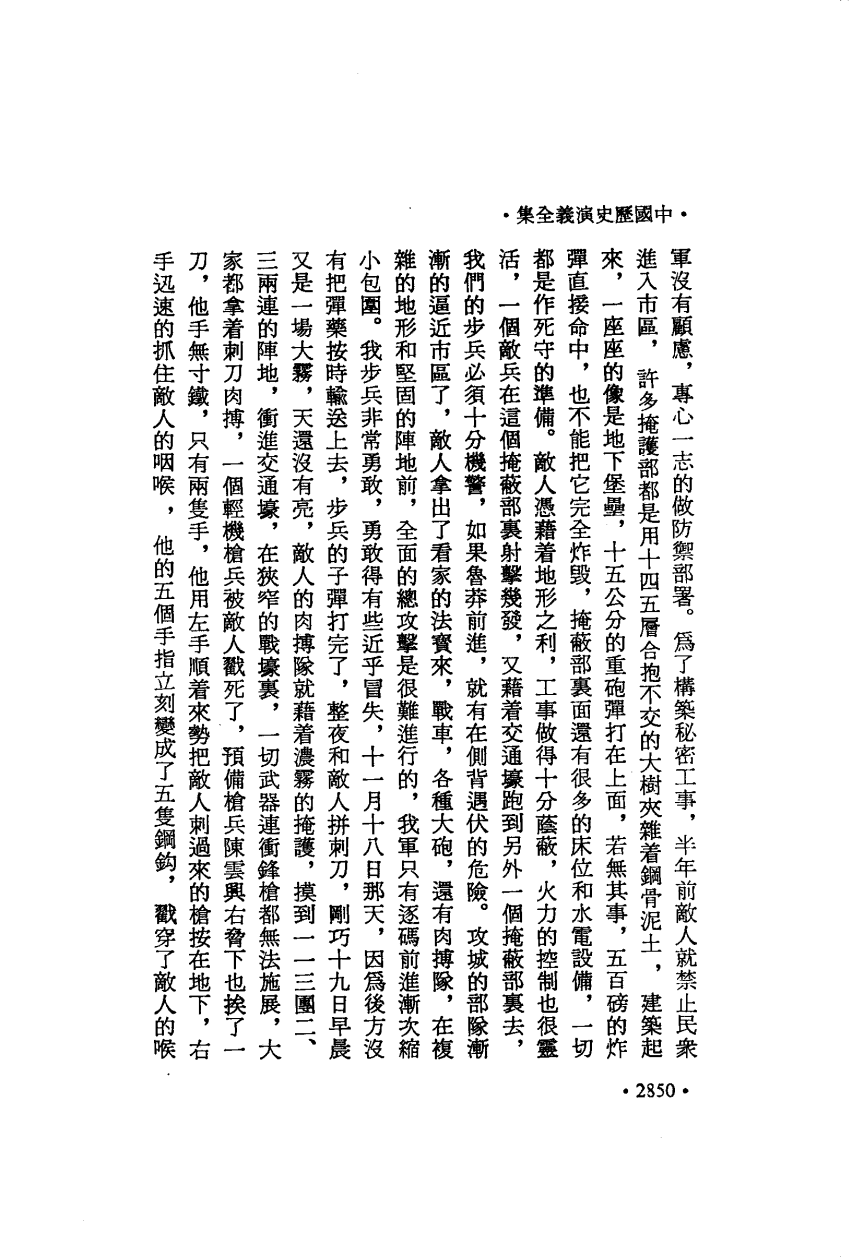 •中國歷史演義全集•
軍沒有顧慮，專心一志的做防禦部署。爲了構築秘密工事，半年前敵人就禁止民衆
進入市區，許多掩護部都是用十四五層合抱不交的大樹夾雜着鋼骨泥土，建築起
來，一座座的像是地下堡壘，十五公分的重砲彈打在上面，若無其事，五百磅的炸
彈直接命中，也不能把它完全炸毀，掩蔽部裏面還有很多的床位和水電設備，一切
都是作死守的準備。敵人憑藉着地形之利，工事做得十分蔭蔽，火力的控制也很靈
活，一個敵兵在這個掩蔽部裏射擊幾發，又藉着交通壕跑到另外一個掩蔽部裏去，
我們的步兵必須十分機警，如果魯莽前進，就有在側背遇伏的危險。攻城的部隊漸
漸的逼近市區了，敵人拿出了看家的法寶來，戰車，各種大砲，還有肉搏隊，在複
雜的地形和堅固的陣地前，全面的總攻擊是很難進行的，我軍只有逐碼前進漸次縮
小包圍。我步兵非常勇敢，勇敢得有些近乎冒失，十一月十八日那天，因爲後方沒
有把彈藥按時輸送上去，步兵的子彈打完了，整夜和敵人拼刺刀，剛巧十九日早晨
又是一場大霧，天還沒有亮，敵人的肉搏隊就藉着濃霧的掩護，摸到一一三團二、
三兩連的陣地，衝進交通壕，在狹窄的戰壕裏，一切武器連衝鋒槍都無法施展，大
家都拿着刺刀肉搏，一個輕機槍兵被敵人戳死了，預備槍兵陳雲興右脅下也挨了一
刀，他手無寸鐵，只有兩隻手，他用左手順着來勢把敵人刺過來的槍按在地下，右
手迅速的抓住敵人的咽喉，他的五個手指立刻變成了五隻鋼鈎，戳穿了敵人的喉
•2850•